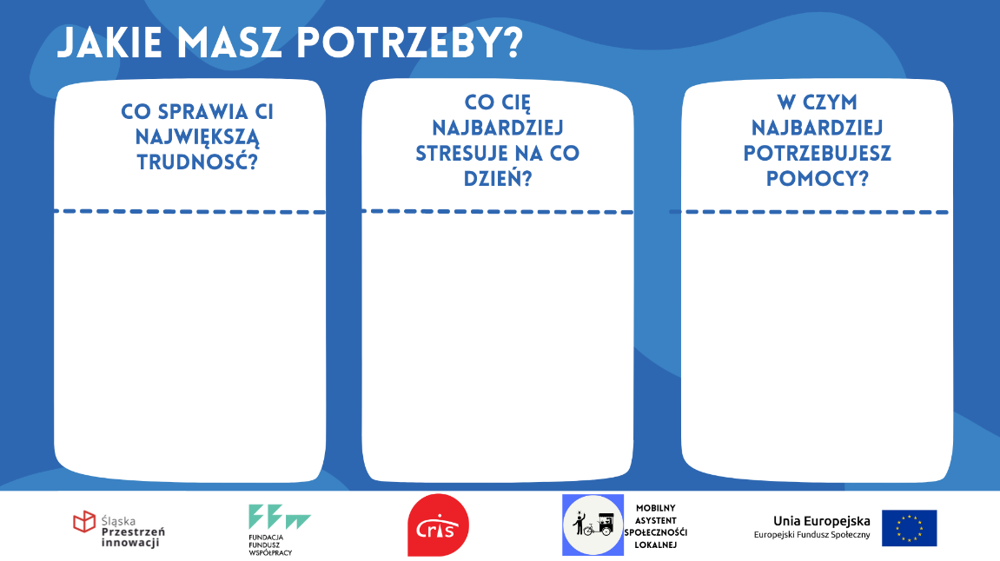 JAKIE MASZ POTRZEBY?
CO SPRAWIA CI
NAJWIĘKSZĄ
TRUDNOSĆ?
CO CIĘ
NAJBARDZIEJ
STRESUJE NA CO
DZIEŃ?
W CZYM
NAJBARDZIEJ
POTRZEBUJESZ
POMOCY?
Śląska
Przestrzeń
innowacji
FUNDACJA
FUNDUSZ
WSPÓŁPRACY
cris
MOBILNY
ASYSTENT
SPOŁECZNOŚĆI
LOKALNEJ
Unia Europejska
Europejski Fundusz Społeczny